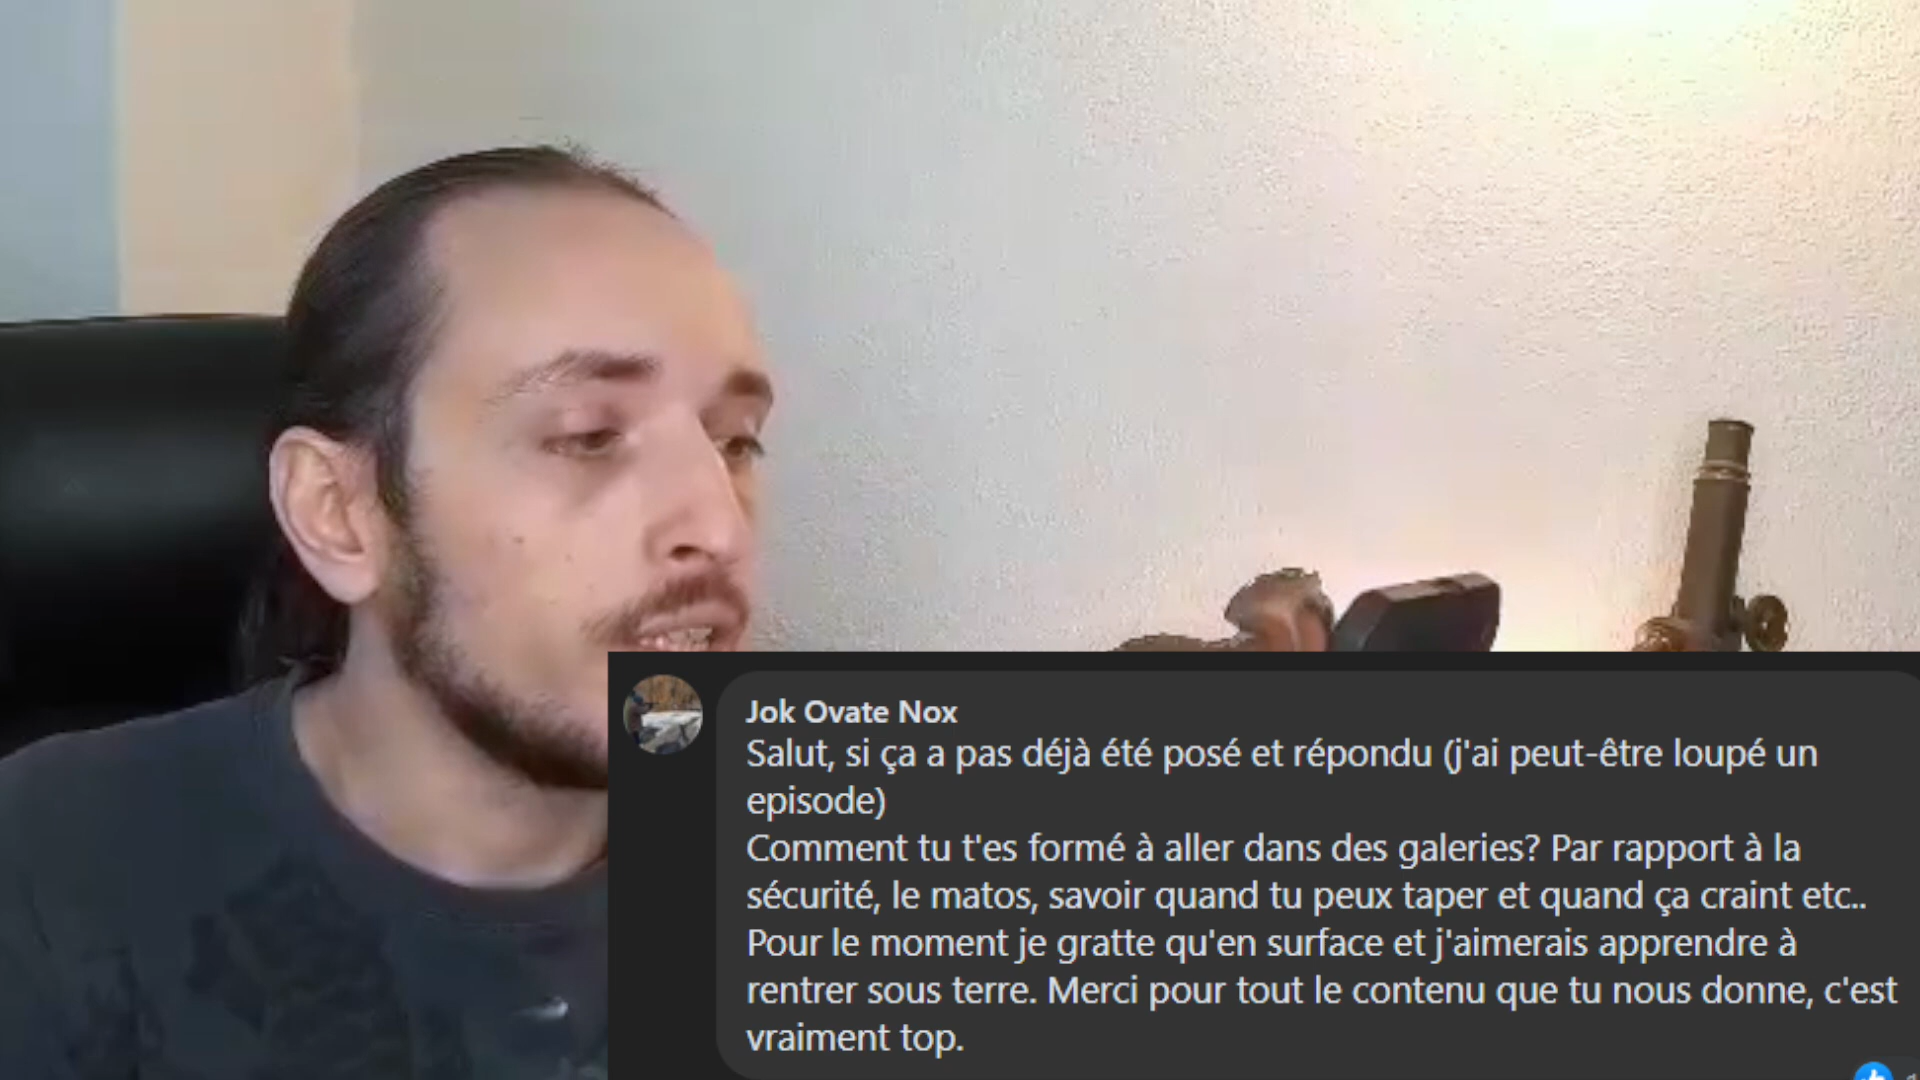 Jok Ovate Nox
Salut, si ça a pas déjà été posé et répondu (j'ai peut-être loupé un
episode)
Comment tu t'es formé à aller dans des galeries? Par rapport à la
sécurité, le matos, savoir quand tu peux taper et quand ça craint etc..
Pour le moment je gratte qu'en surface et j'aimerais apprendre à
rentrer sous terre. Merci pour tout le contenu que tu nous donne, c'est
vraiment top.